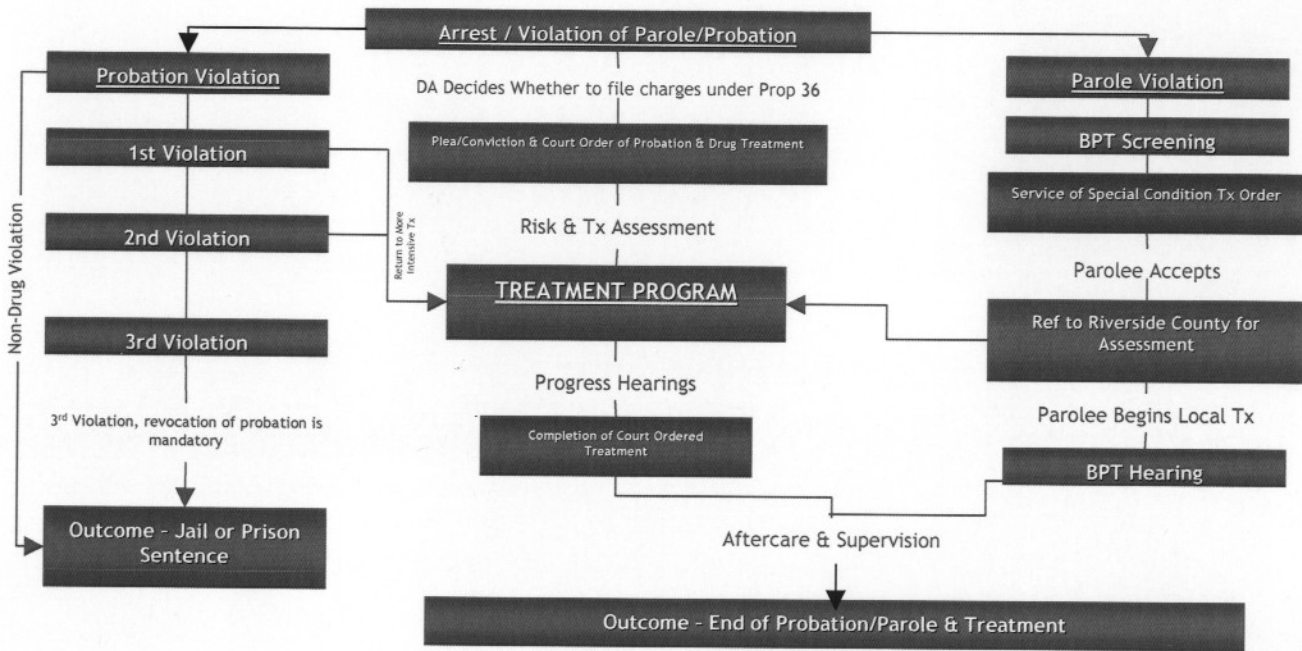 Arrest / Violation of Parole/Probation
Probation Violation
DA Decides Whether to file charges under Prop 36
Parole Violation
1st Violation
Plea/Conviction & Court Order of Probation & Drug Treatment
BPT Screening
Service of Special Condition Tx Order
Non-Drug Violation
2nd Violation
Return to More
Intensive Tx
Risk & Tx Assessment
Parolee Accepts
TREATMENT PROGRAM
3rd Violation
Ref to Riverside County for
Assessment
Progress Hearings
3rd Violation, revocation of probation is
mandatory
Parolee Begins Local Tx
Completion of Court Ordered
Treatment
BPT Hearing
Outcome - Jail or Prison
Sentence
Aftercare & Supervision
Outcome - End of Probation/Parole & Treatment